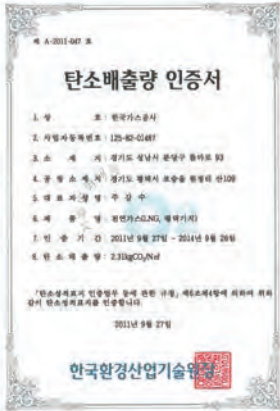 제 A-2011-047 호
탄소배출량 인증서
1. 상 호 : 한국가스공사
2. 사업자등록번호 : 125-82-01487
3. 소 재 지 : 경기도 성남시 분당구 돌마로 93
4. 공 장 소 재 지 : 경기도 평택시 포승읍 원정리 산109
5. 대 표 자 성 명 : 주 강 수
6. 제 품 명 : 천연가스(LNG, 평택기지)
7. 인 증 기 간 : 2011년 9월 27일 ~ 2014년 9월 26일
8. 탄 소 배 출 량 : 2.31kgCO₂/N㎥
「탄소성적표지 인증업무 등에 관한 규정」제6조제4항에 의하여 위와
같이 탄소성적표지를 인증합니다.
2011년 9월 27일
한국환경산업기술원장